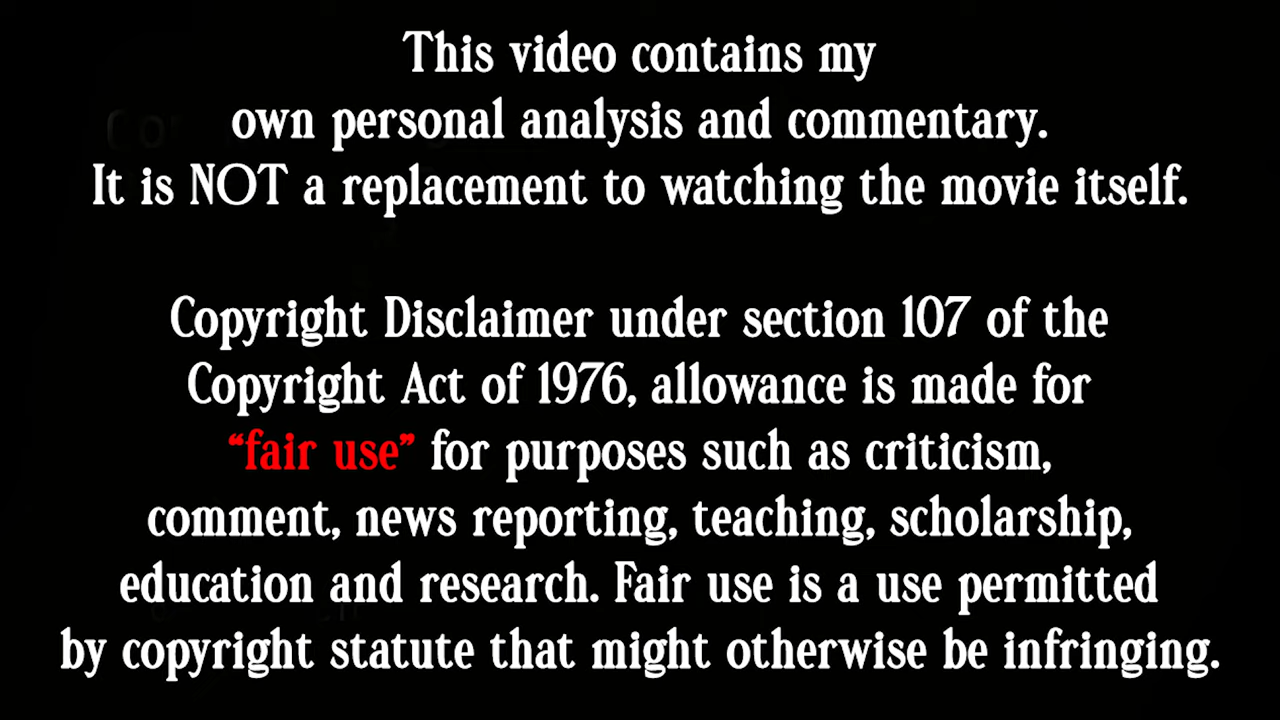 This video contains my
own personal analysis and commentary.
It is NOT a replacement to watching the movie itself.
Copyright Disclaimer under section 107 of the
Copyright Act of 1976, allowance is made for
“fair use” for purposes such as criticism,
comment, news reporting, teaching, scholarship,
education and research. Fair use is a use permitted
by copyright statute that might otherwise be infringing.